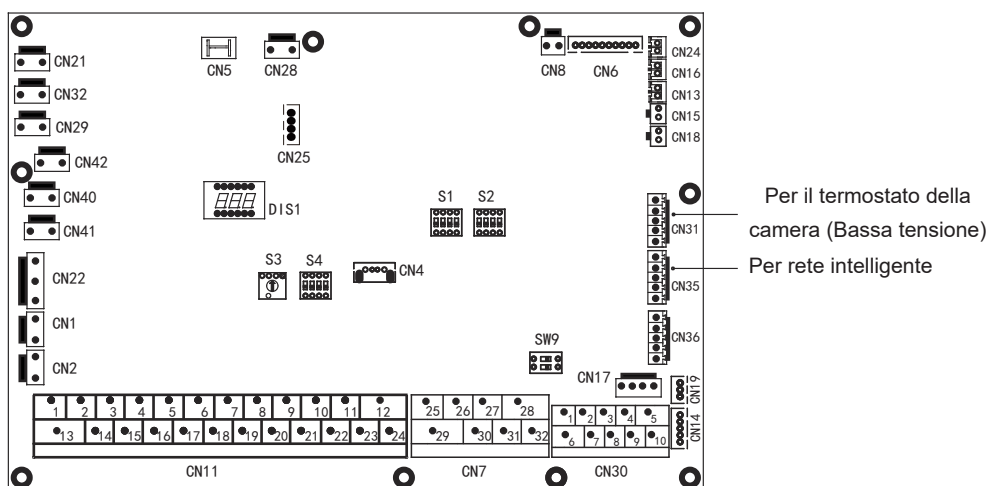 CN21
CN5
CN28
CN8
CN6
CN24
CN32
CN16
CN13
CN29
CN15
CN25
CN18
CN42
CN40
DIS1
S1 S2
CN41
CN31
Per il termostato della
camera (Bassa tensione)
CN22
S3 S4
CN4
CN35
Per rete intelligente
CN1
CN36
SW9
CN2
CN17
CN19
1 2 3 4 5 6 7 8 9 10 11 12
25 26 27 28
1 2 3 4 5
CN14
13 14 15 16 17 18 19 20 21 22 23 24
29 30 31 32
6 7 8 9 10
CN11
CN7
CN30